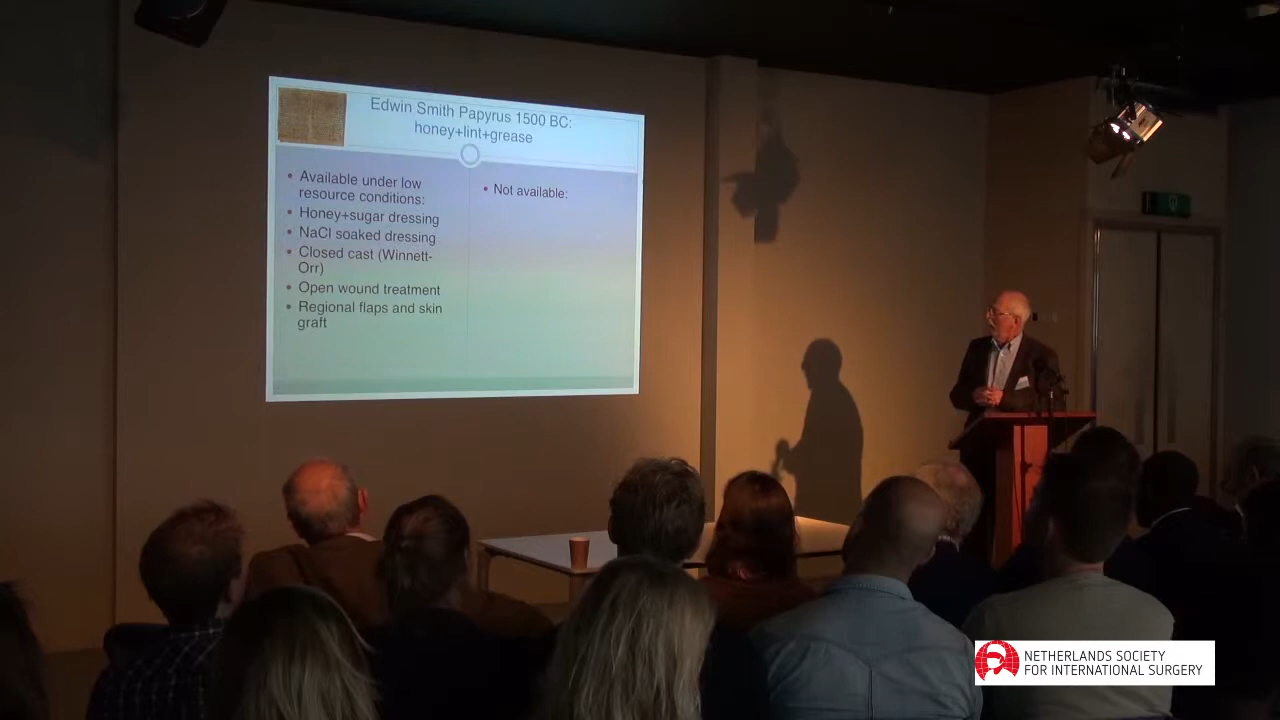 Edwin Smith Papyrus 1500 BC:
honey+lint+grease
• Available under low
resource conditions:
• Honey+sugar dressing
• NaCl soaked dressing
• Closed cast (Winnett-
Orr)
• Open wound treatment
• Regional flaps and skin
graft
• Not available:
NETHERLANDS SOCIETY
FOR INTERNATIONAL SURGERY